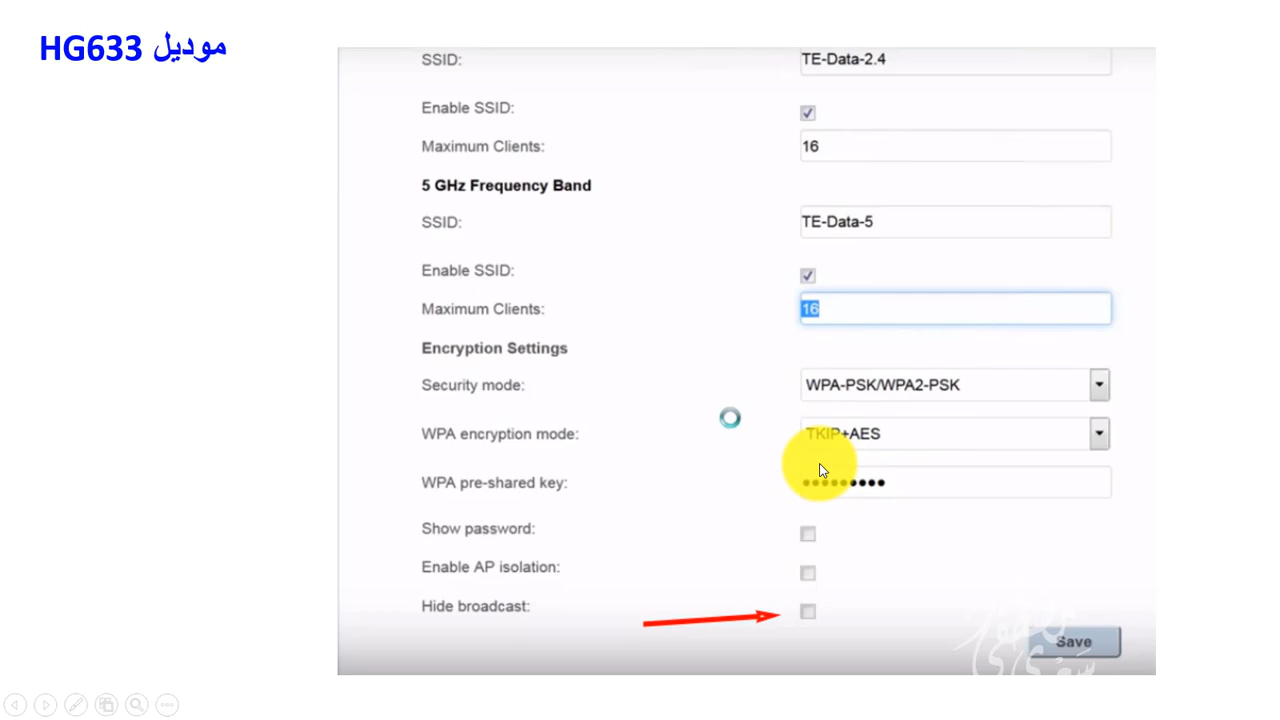 موديل HG633
SSID: TE-Data-2.4
Enable SSID:
Maximum Clients: 16
5 GHz Frequency Band
SSID: TE-Data-5
Enable SSID:
Maximum Clients: 16
Encryption Settings
Security mode: WPA-PSK/WPA2-PSK
WPA encryption mode: TKIP+AES
WPA pre-shared key: •••••••••
Show password:
Enable AP isolation:
Hide broadcast:
Save